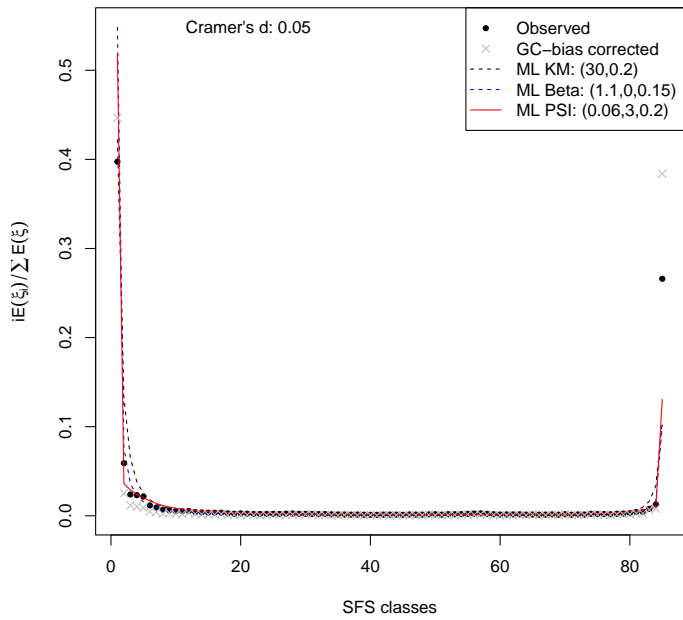 Cramer's d: 0.05
Observed
GC−bias corrected
ML KM: (30,0.2)
ML Beta: (1.1,0,0.15)
ML PSI: (0.06,3,0.2)
iE(ξi)/∑E(ξ)
0.5
0.4
0.3
0.2
0.1
0.0
0 20 40 60 80
SFS classes